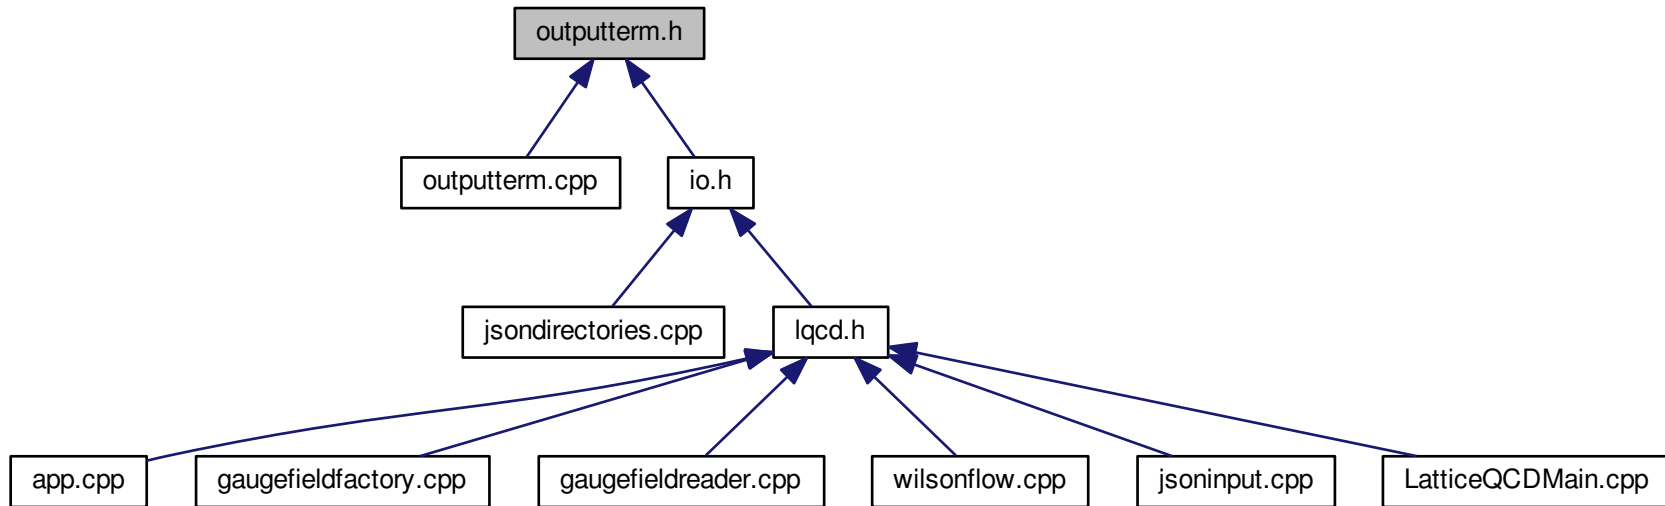 outputterm.h
outputterm.cpp
io.h
jsondirectories.cpp
lqcd.h
app.cpp
gaugefieldfactory.cpp
gaugefieldreader.cpp
wilsonflow.cpp
jsoninput.cpp
LatticeQCDMain.cpp